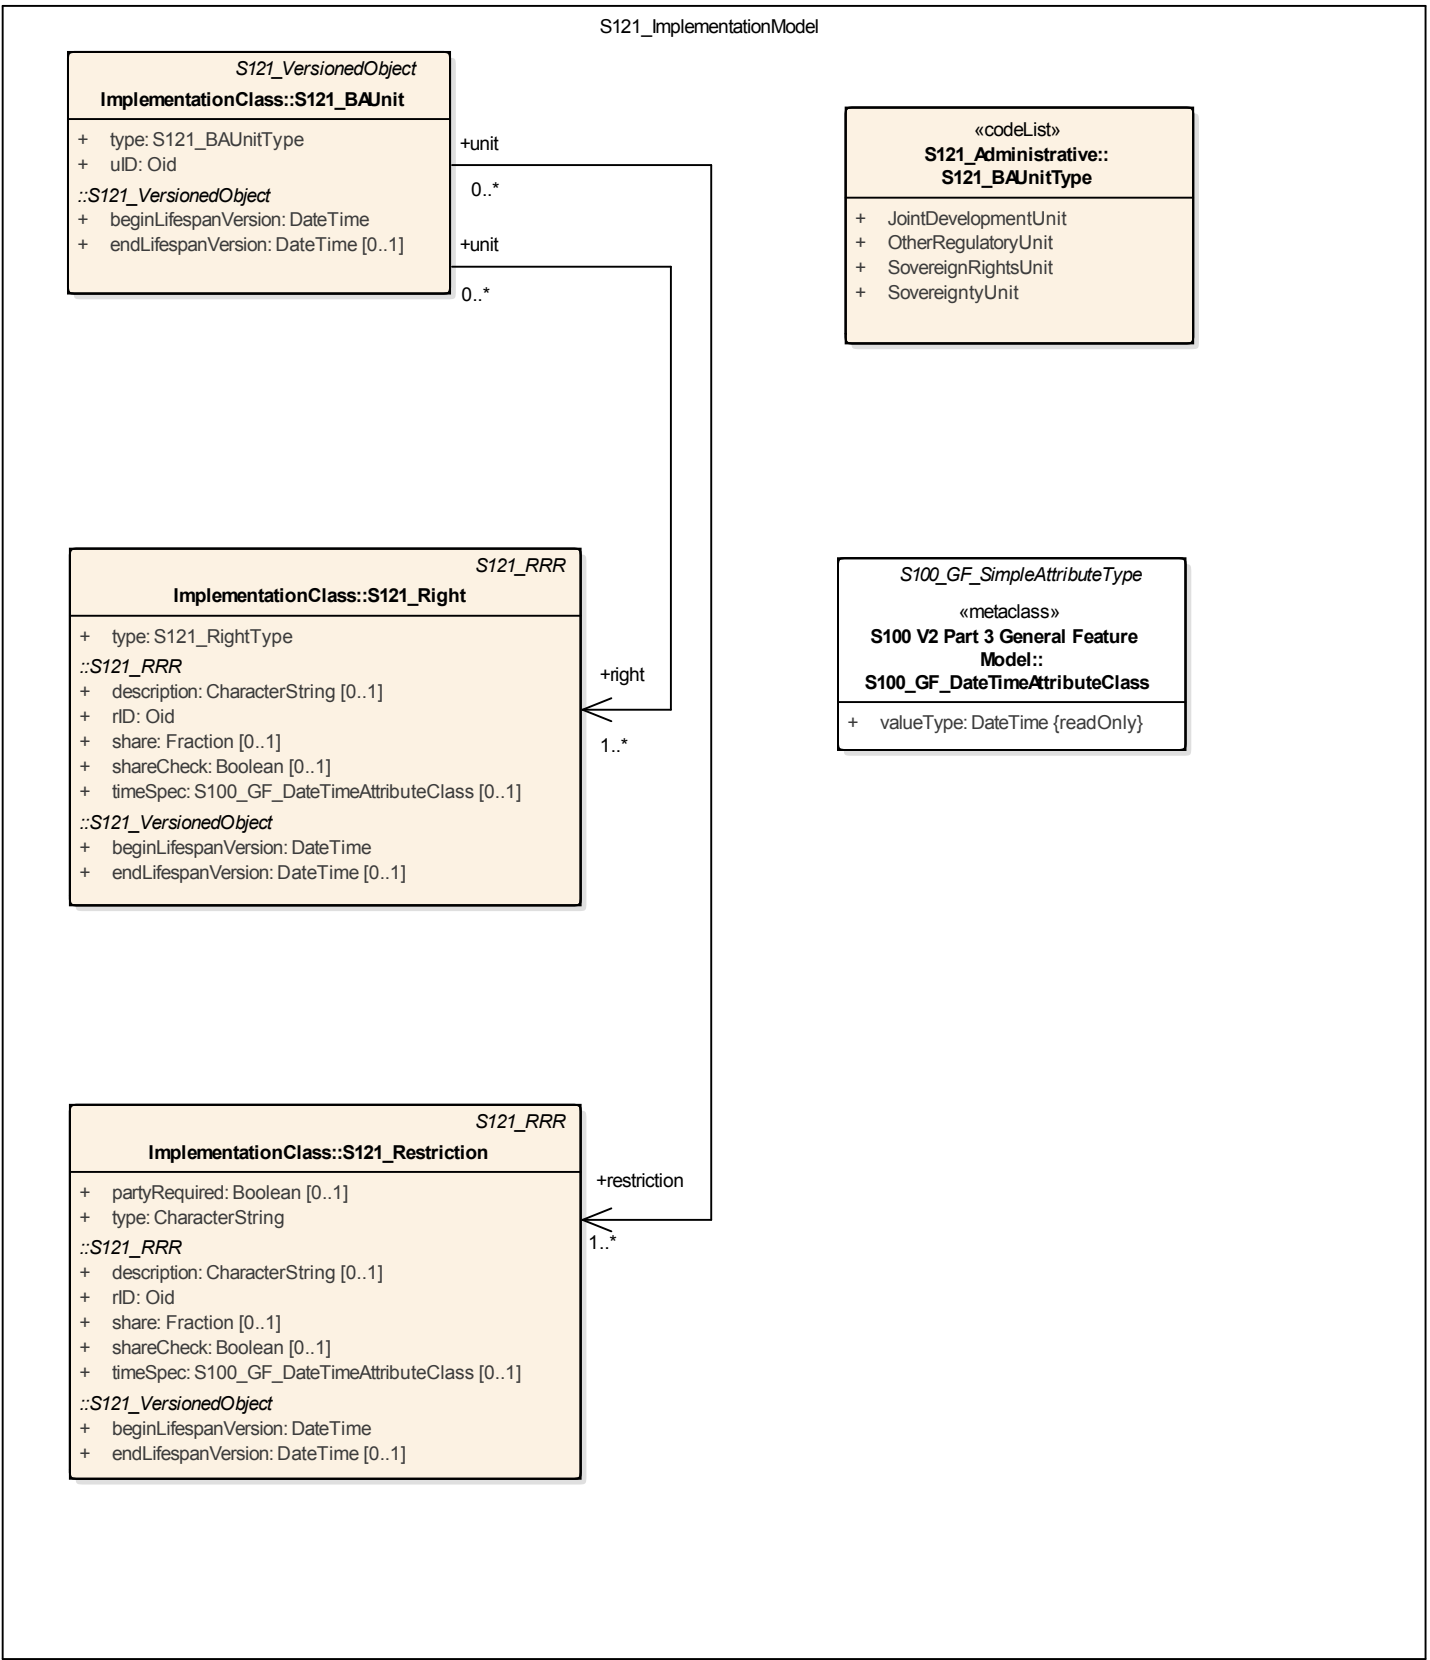 S121_ImplementationModel
S121_VersionedObject
ImplementationClass::S121_BAUnit
+ type: S121_BAUnitType
+ uID: Oid
::S121_VersionedObject
+ beginLifespanVersion: DateTime
+ endLifespanVersion: DateTime [0..1]
+unit
0..*
+unit
0..*
«codeList»
S121_Administrative::
S121_BAUnitType
+ JointDevelopmentUnit
+ OtherRegulatoryUnit
+ SovereignRightsUnit
+ SovereigntyUnit
S121_RRR
ImplementationClass::S121_Right
+ type: S121_RightType
::S121_RRR
+ description: CharacterString [0..1]
+ rID: Oid
+ share: Fraction [0..1]
+ shareCheck: Boolean [0..1]
+ timeSpec: S100_GF_DateTimeAttributeClass [0..1]
::S121_VersionedObject
+ beginLifespanVersion: DateTime
+ endLifespanVersion: DateTime [0..1]
+right
1..*
S100_GF_SimpleAttributeType
«metaclass»
S100 V2 Part 3 General Feature
Model::
S100_GF_DateTimeAttributeClass
+ valueType: DateTime {readOnly}
S121_RRR
ImplementationClass::S121_Restriction
+ partyRequired: Boolean [0..1]
+ type: CharacterString
::S121_RRR
+ description: CharacterString [0..1]
+ rID: Oid
+ share: Fraction [0..1]
+ shareCheck: Boolean [0..1]
+ timeSpec: S100_GF_DateTimeAttributeClass [0..1]
::S121_VersionedObject
+ beginLifespanVersion: DateTime
+ endLifespanVersion: DateTime [0..1]
+restriction
1..*